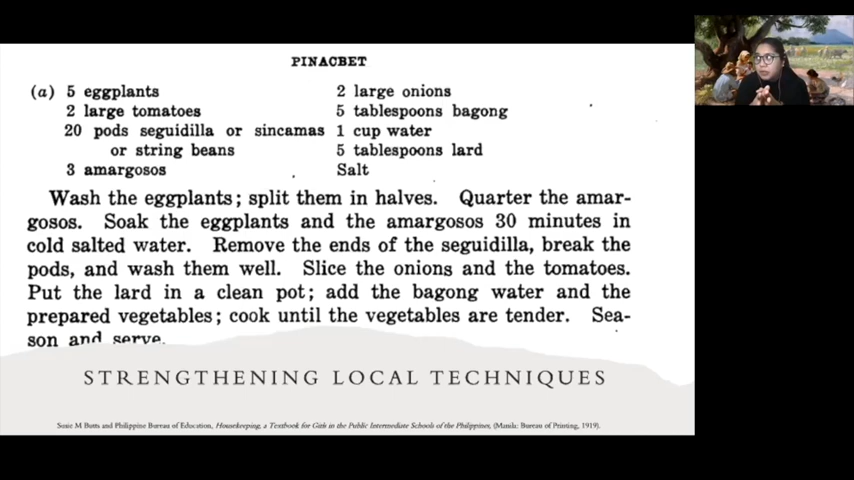 PINACBET
(a) 5 eggplants
2 large tomatoes
20 pods seguidilla or sincamas
or string beans
3 amargosos
2 large onions
5 tablespoons bagong
1 cup water
5 tablespoons lard
Salt
Wash the eggplants; split them in halves. Quarter the amar-
gosos. Soak the eggplants and the amargosos 30 minutes in
cold salted water. Remove the ends of the seguidilla, break the
pods, and wash them well. Slice the onions and the tomatoes.
Put the lard in a clean pot; add the bagong water and the
prepared vegetables; cook until the vegetables are tender. Sea-
son and serve.
STRENGTHENING LOCAL TECHNIQUES
Susie M Butts and Philippine Bureau of Education, Housekeeping, a Textbook for Girls in the Public Intermediate Schools of the Philippines, (Manila: Bureau of Printing, 1919).